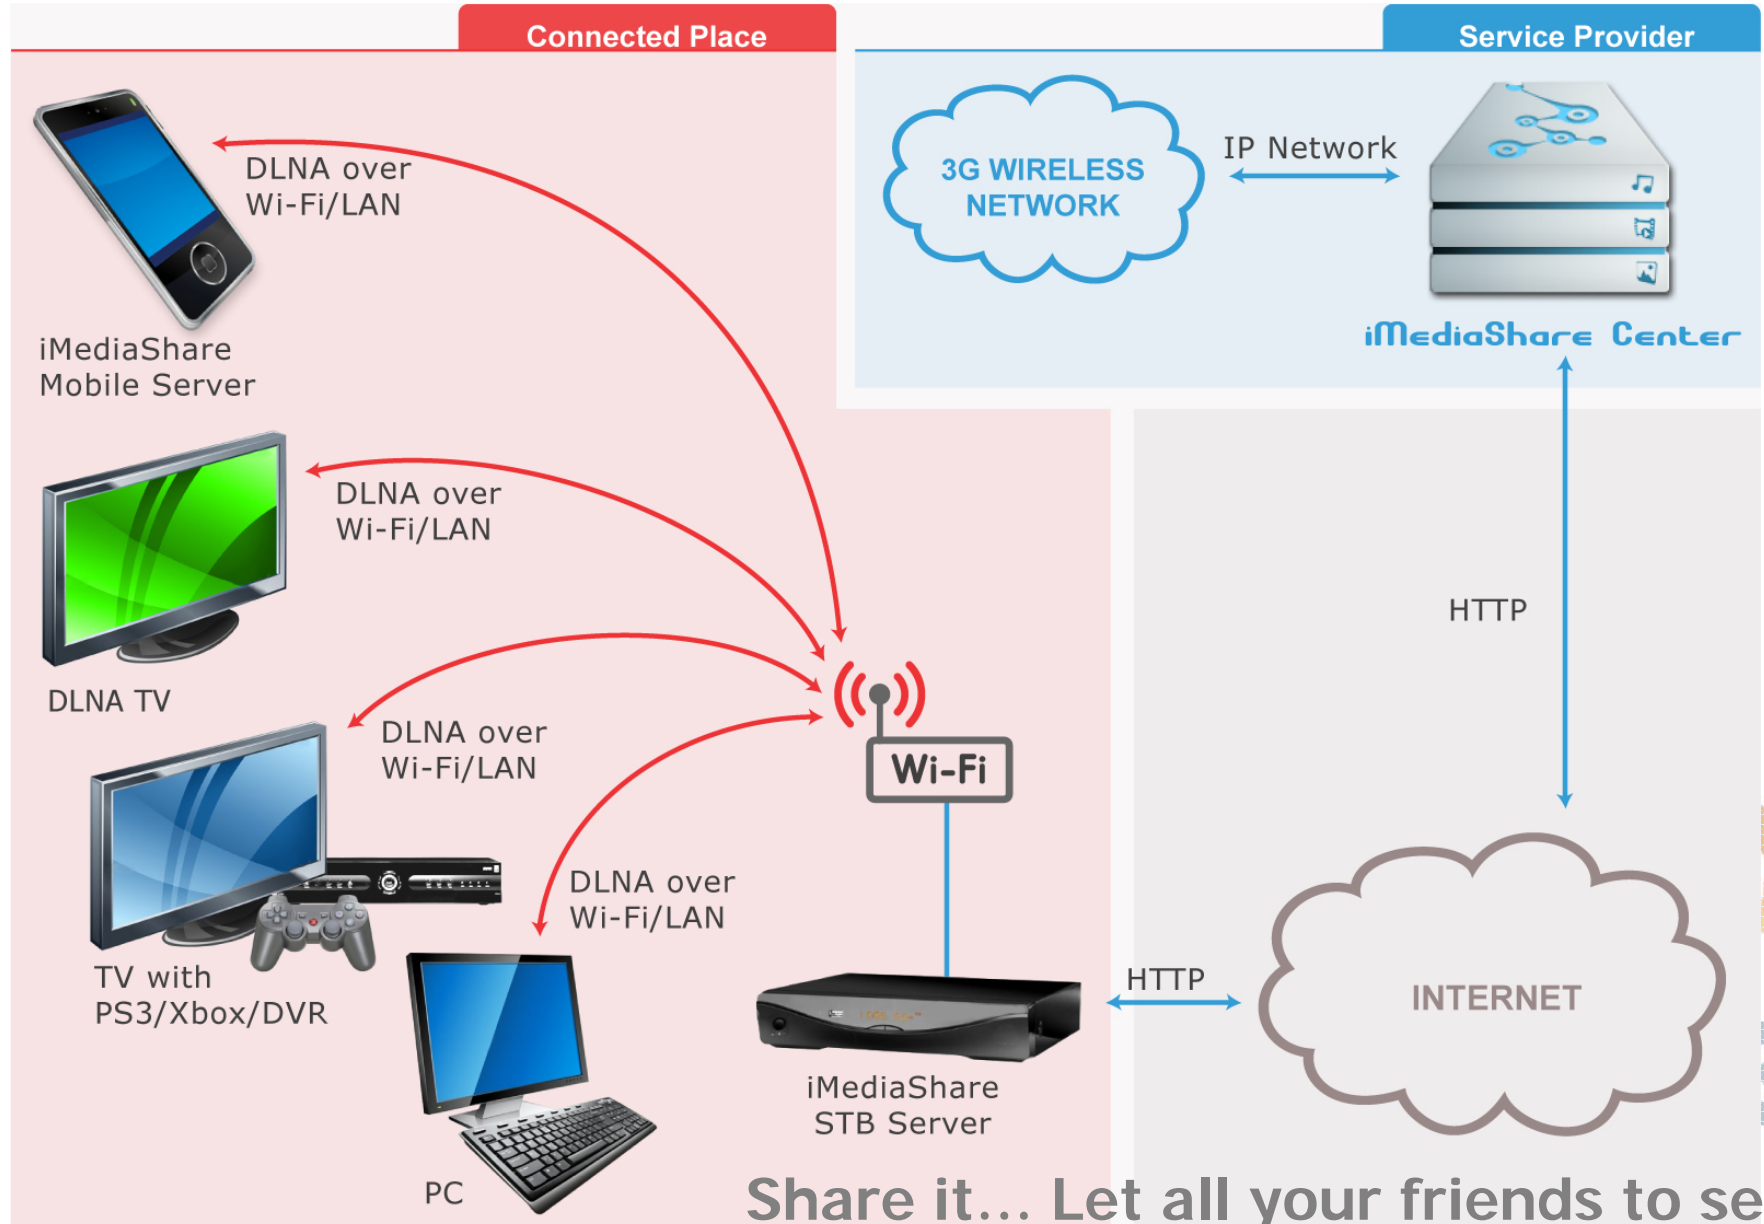 Connected Place
Service Provider
DLNA over
Wi-Fi/LAN
iMediaShare
Mobile Server
3G WIRELESS
NETWORK
IP Network
iMediaShare Center
DLNA over
Wi-Fi/LAN
DLNA TV
HTTP
DLNA over
Wi-Fi/LAN
Wi-Fi
TV with
PS3/Xbox/DVR
DLNA over
Wi-Fi/LAN
PC
iMediaShare
STB Server
HTTP
INTERNET
Share it... Let all your friends to se